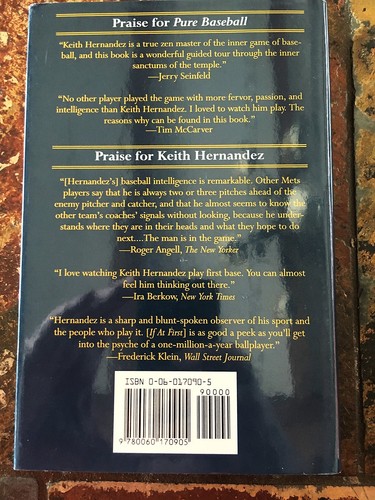 Praise for Pure Baseball
“Keith Hernandez is a true zen master of the inner game of base-
ball, and this book is a wonderful guided tour through the inner
sanctums of the temple.”
—Jerry Seinfeld
“No other player played the game with more fervor, passion, and
intelligence than Keith Hernandez. I loved to watch him play. The
reasons why can be found in this book.”
—Tim McCarver
Praise for Keith Hernandez
“[Hernandez's] baseball intelligence is remarkable. Other Mets
players say that he is always two or three pitches ahead of the
enemy pitcher and catcher, and that he almost seems to know the
other team's coaches' signals without looking, because he under-
stands where they are in their heads and what they hope to do
next....The man is in the game.”
—Roger Angell, The New Yorker
“I love watching Keith Hernandez play first base. You can almost
feel him thinking out there.”
—Ira Berkow, New York Times
“Hernandez is a sharp and blunt-spoken observer of his sport and
the people who play it. [If At First] is as good a peek as you'll get
into the psyche of a one-million-a-year ballplayer.”
—Frederick Klein, Wall Street Journal
ISBN 0-06-017090-5
90000
9 780060 170905